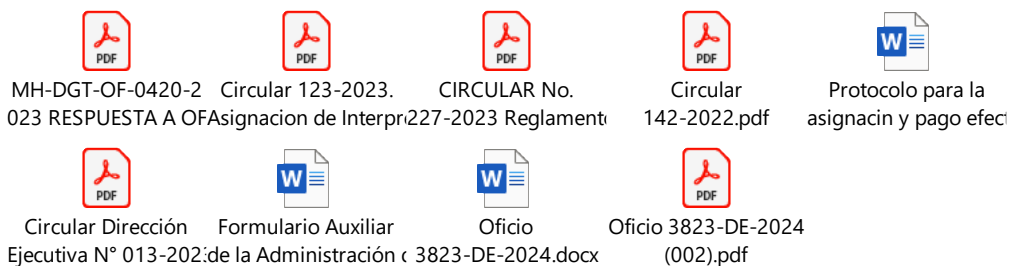 PDF PDF PDF PDF W
MH-DGT-OF-0420-2 Circular 123-2023. CIRCULAR No. Circular Protocolo para la
023 RESPUESTA A OF Asignacion de Interpr 227-2023 Reglament 142-2022.pdf asignacin y pago efec
PDF W W PDF
Circular Dirección Formulario Auxiliar Oficio Oficio 3823-DE-2024
Ejecutiva N° 013-202 de la Administración 3823-DE-2024.docx (002).pdf